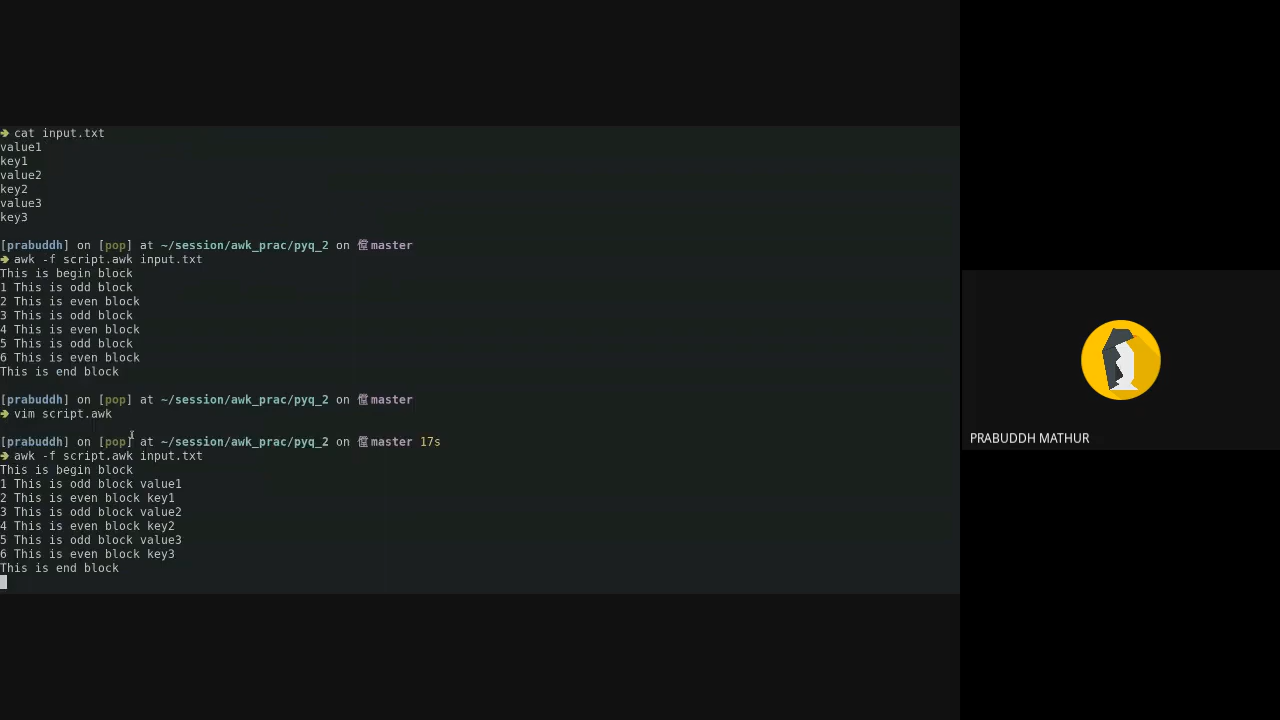 ➜ cat input.txt
value1
key1
value2
key2
value3
key3
[prabuddh] on [pop] at ~/session/awk_prac/pyq_2 on master
➜ awk -f script.awk input.txt
This is begin block
1 This is odd block
2 This is even block
3 This is odd block
4 This is even block
5 This is odd block
6 This is even block
This is end block
[prabuddh] on [pop] at ~/session/awk_prac/pyq_2 on master
➜ vim script.awk
[prabuddh] on [pop] at ~/session/awk_prac/pyq_2 on master 17s
➜ awk -f script.awk input.txt
This is begin block
1 This is odd block value1
2 This is even block key1
3 This is odd block value2
4 This is even block key2
5 This is odd block value3
6 This is even block key3
This is end block
PRABUDDH MATHUR